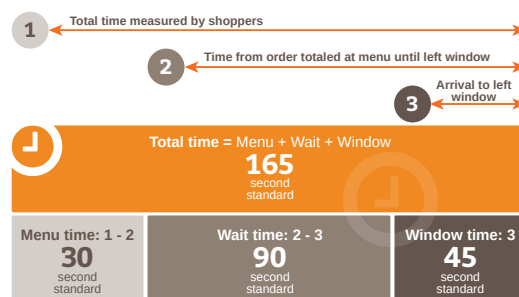 1
Total time measured by shoppers
2
Time from order totaled at menu until left window
3
Arrival to left
window
Total time = Menu + Wait + Window
165
second
standard
Menu time: 1 - 2
30
second
standard
Wait time: 2 - 3
90
second
standard
Window time: 3
45
second
standard